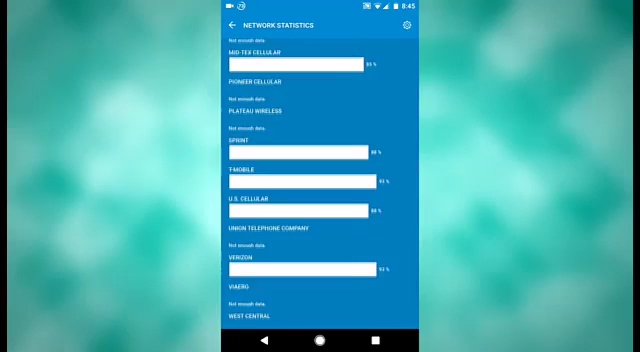 8:45
NETWORK STATISTICS
Not enough data.
MID-TEX CELLULAR
85 %
PIONEER CELLULAR
Not enough data.
PLATEAU WIRELESS
Not enough data.
SPRINT
88 %
T-MOBILE
93 %
U.S. CELLULAR
88 %
UNION TELEPHONE COMPANY
Not enough data.
VERIZON
93 %
VIAERO
Not enough data.
WEST CENTRAL